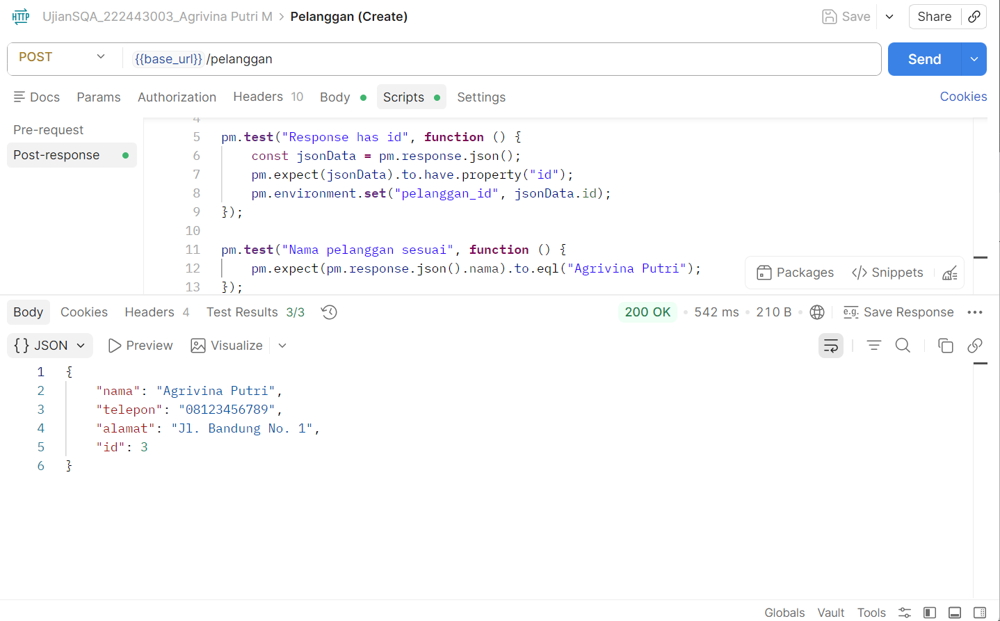 HTTP UjianSQA_222443003_Agrivina Putri M > Pelanggan (Create) Save Share
POST {{base_url}} /pelanggan Send
Docs Params Authorization Headers 10 Body Scripts Settings Cookies
Pre-request
Post-response
4
5 pm.test("Response has id", function () {
6 const jsonData = pm.response.json();
7 pm.expect(jsonData).to.have.property("id");
8 pm.environment.set("pelanggan_id", jsonData.id);
9 });
10
11 pm.test("Nama pelanggan sesuai", function () {
12 pm.expect(pm.response.json().nama).to.eql("Agrivina Putri");
13 });
Packages </> Snippets
Body Cookies Headers 4 Test Results 3/3 200 OK • 542 ms • 210 B • e.g. Save Response
{} JSON Preview Visualize
1 {
2 "nama": "Agrivina Putri",
3 "telepon": "08123456789",
4 "alamat": "Jl. Bandung No. 1",
5 "id": 3
6 }
Globals Vault Tools